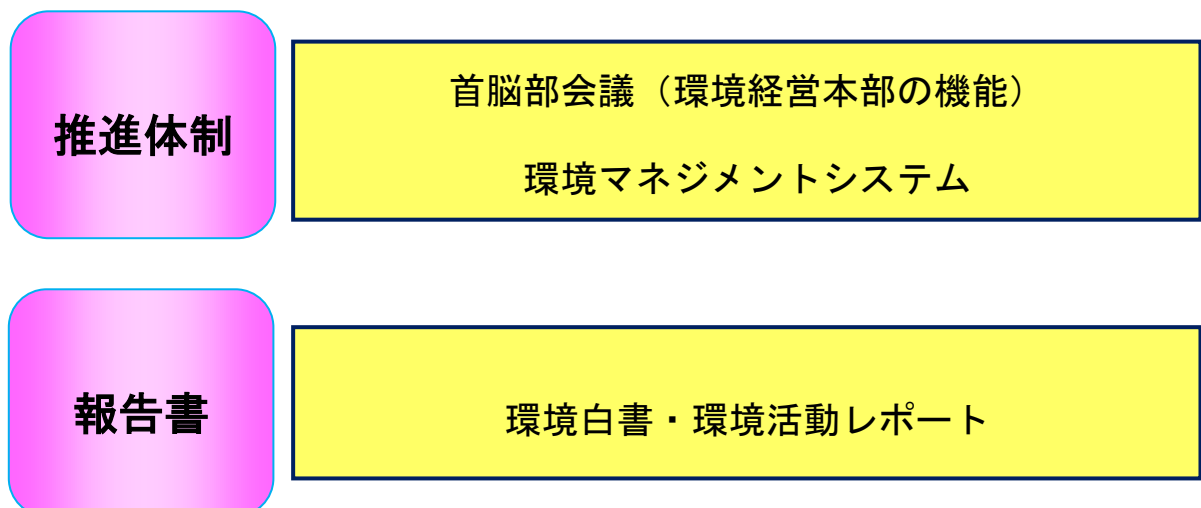 推進体制
首脳部会議（環境経営本部の機能）
環境マネジメントシステム
報告書
環境白書・環境活動レポート